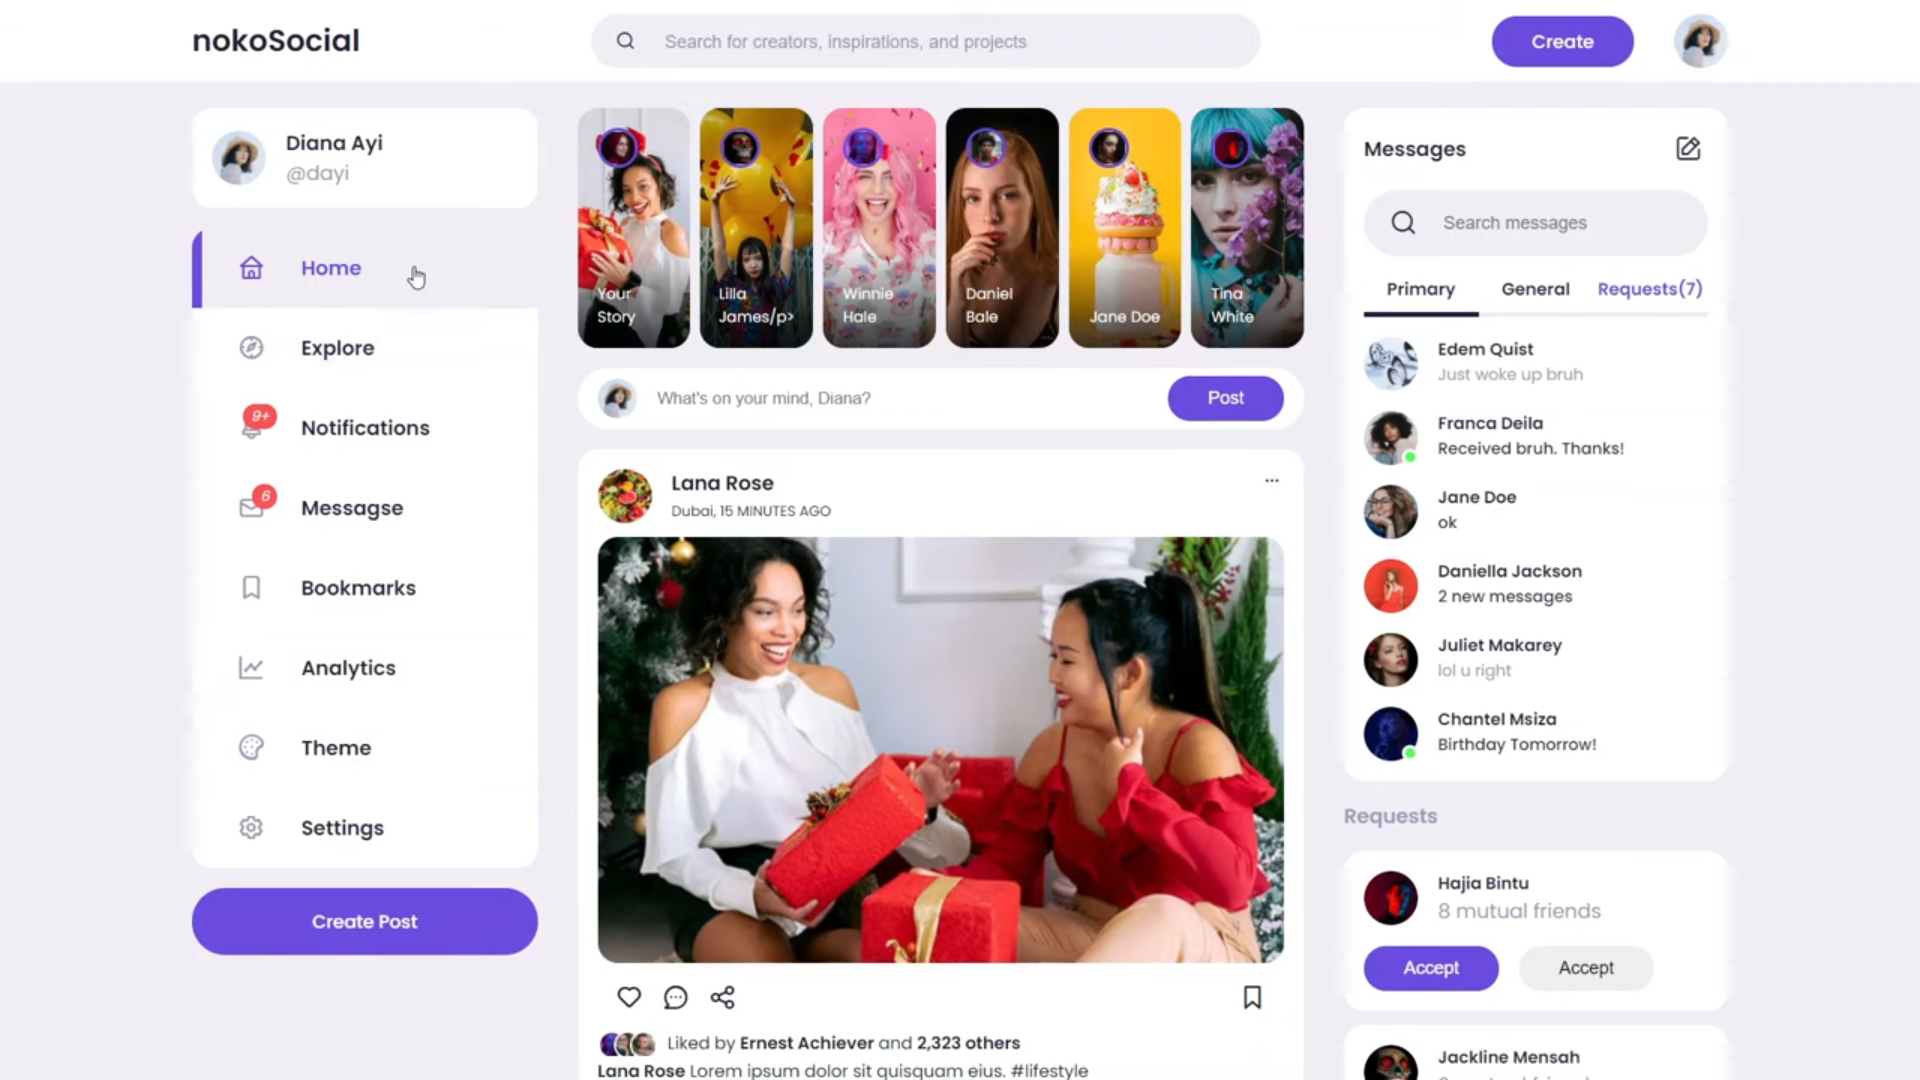 nokoSocial
Search for creators, inspirations, and projects
Create
Diana Ayi
@dayi
Home
Explore
9+
Notifications
6
Messagse
Bookmarks
Analytics
Theme
Settings
Create Post
Your
Story
Lilla
James/p>
Winnie
Hale
Daniel
Bale
Jane Doe
Tina
White
What's on your mind, Diana?
Post
Lana Rose
Dubai, 15 MINUTES AGO
Liked by Ernest Achiever and 2,323 others
Lana Rose Lorem ipsum dolor sit quisquam eius. #lifestyle
Messages
Search messages
Primary
General
Requests(7)
Edem Quist
Just woke up bruh
Franca Deila
Received bruh. Thanks!
Jane Doe
ok
Daniella Jackson
2 new messages
Juliet Makarey
lol u right
Chantel Msiza
Birthday Tomorrow!
Requests
Hajia Bintu
8 mutual friends
Accept
Accept
Jackline Mensah